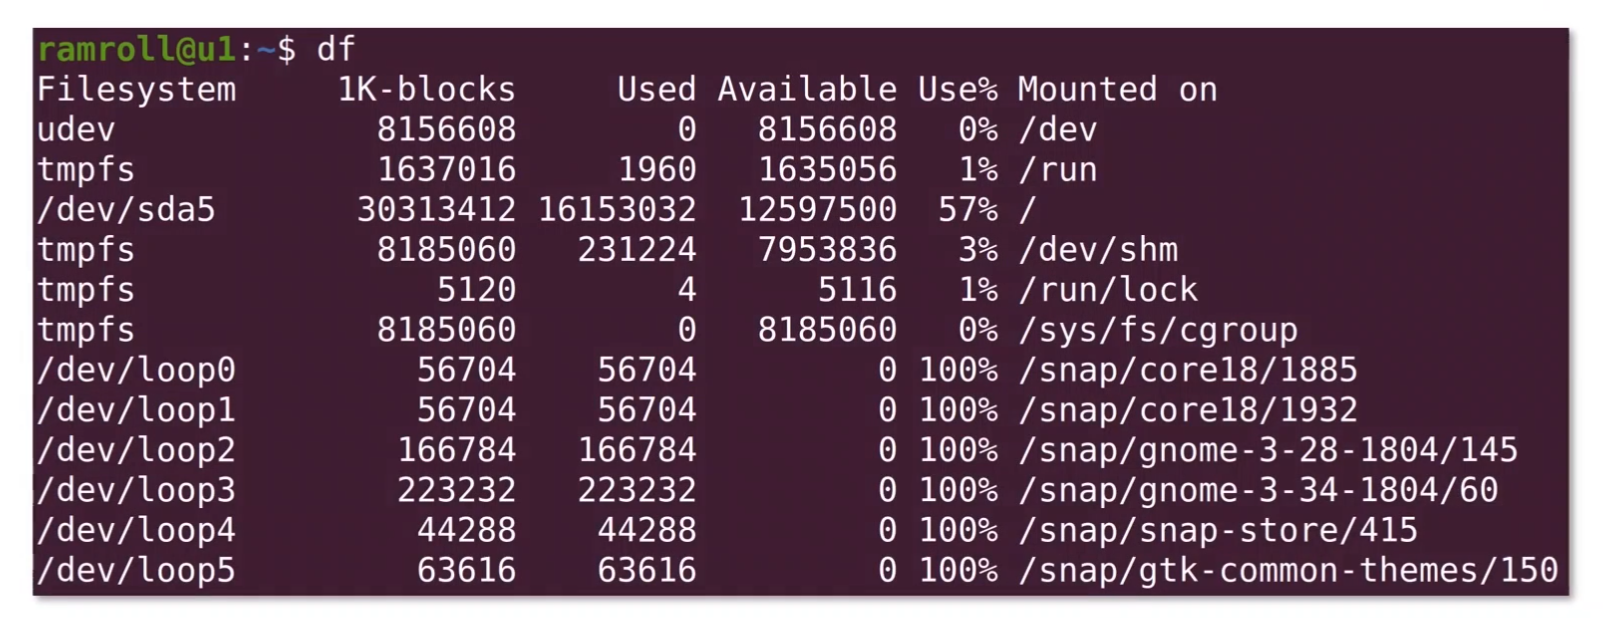 ramroll@u1:~$ df
Filesystem     1K-blocks     Used Available Use% Mounted on
udev             8156608        0   8156608   0% /dev
tmpfs            1637016     1960   1635056   1% /run
/dev/sda5       30313412 16153032  12597500  57% /
tmpfs            8185060   231224   7953836   3% /dev/shm
tmpfs               5120        4      5116   1% /run/lock
tmpfs            8185060        0   8185060   0% /sys/fs/cgroup
/dev/loop0         56704    56704         0 100% /snap/core18/1885
/dev/loop1         56704    56704         0 100% /snap/core18/1932
/dev/loop2        166784   166784         0 100% /snap/gnome-3-28-1804/145
/dev/loop3        223232   223232         0 100% /snap/gnome-3-34-1804/60
/dev/loop4         44288    44288         0 100% /snap/snap-store/415
/dev/loop5         63616    63616         0 100% /snap/gtk-common-themes/150